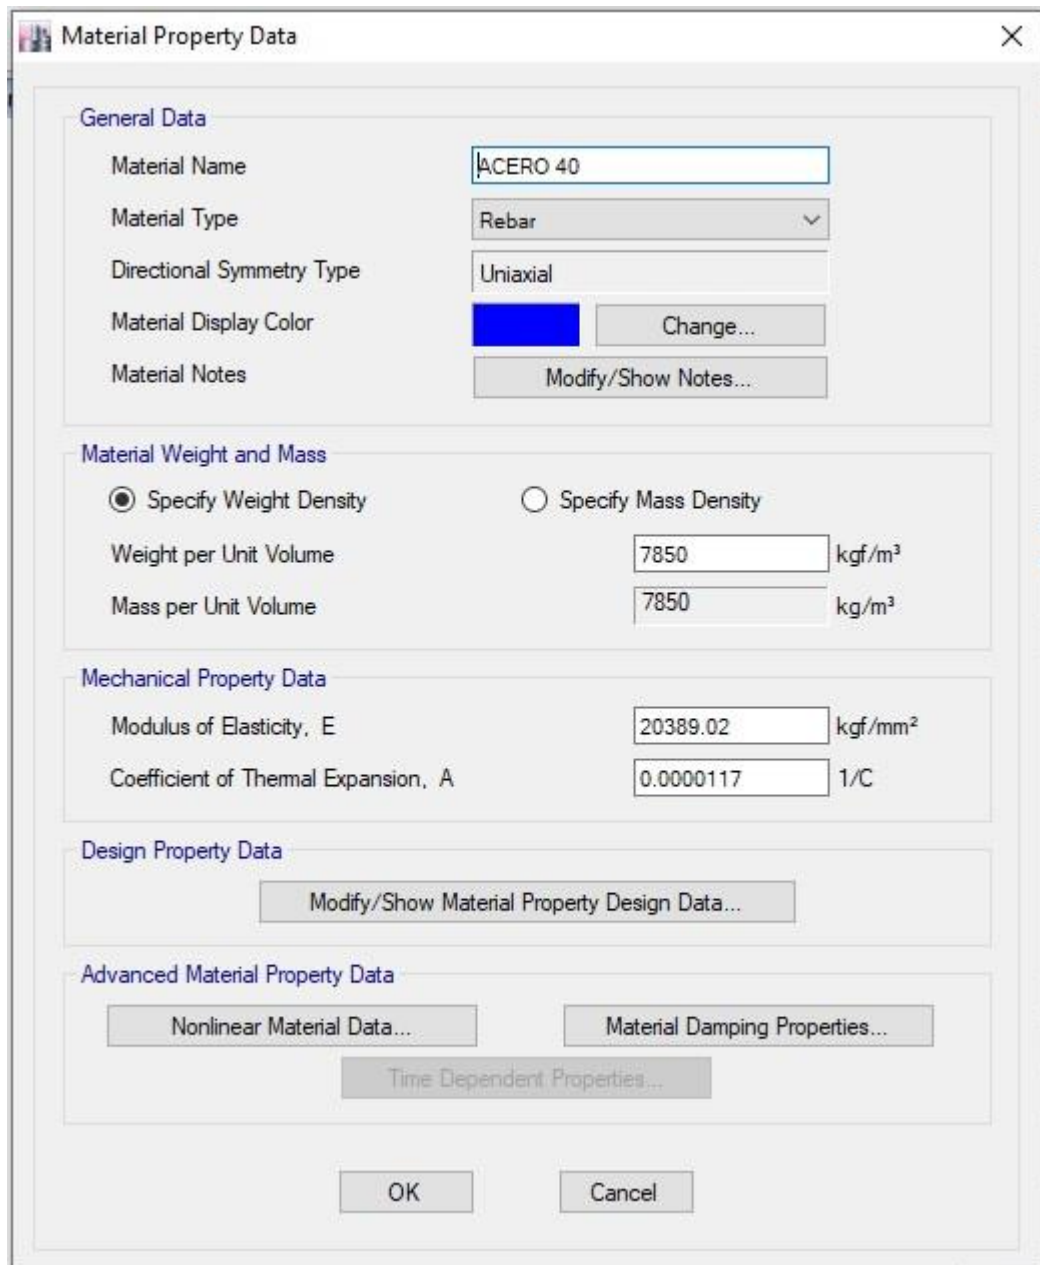 Material Property Data
General Data
Material Name ACERO 40
Material Type Rebar
Directional Symmetry Type Uniaxial
Material Display Color Change...
Material Notes Modify/Show Notes...
Material Weight and Mass
Specify Weight Density Specify Mass Density
Weight per Unit Volume 7850 kgf/m³
Mass per Unit Volume 7850 kg/m³
Mechanical Property Data
Modulus of Elasticity, E 20389.02 kgf/mm²
Coefficient of Thermal Expansion, A 0.0000117 1/C
Design Property Data
Modify/Show Material Property Design Data...
Advanced Material Property Data
Nonlinear Material Data... Material Damping Properties...
Time Dependent Properties...
OK Cancel